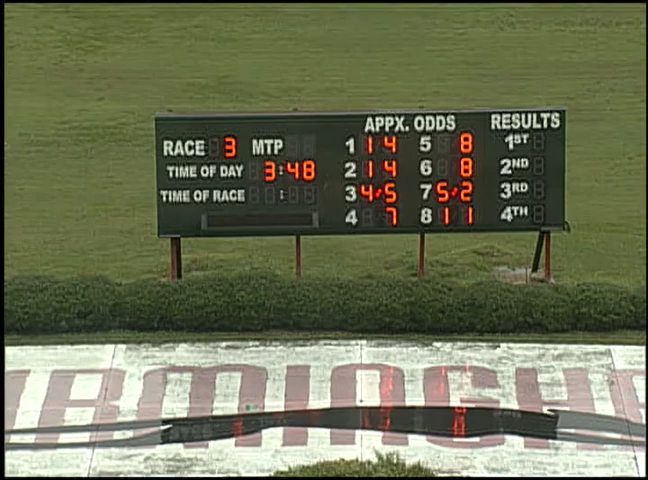 APPX. ODDS RESULTS
RACE 3 MTP 1 14 5 8 1ST
TIME OF DAY 3:48 2 14 6 8 2ND
TIME OF RACE : 3 4/5 7 5/2 3RD
4 7 8 11 4TH
BIRMINGH